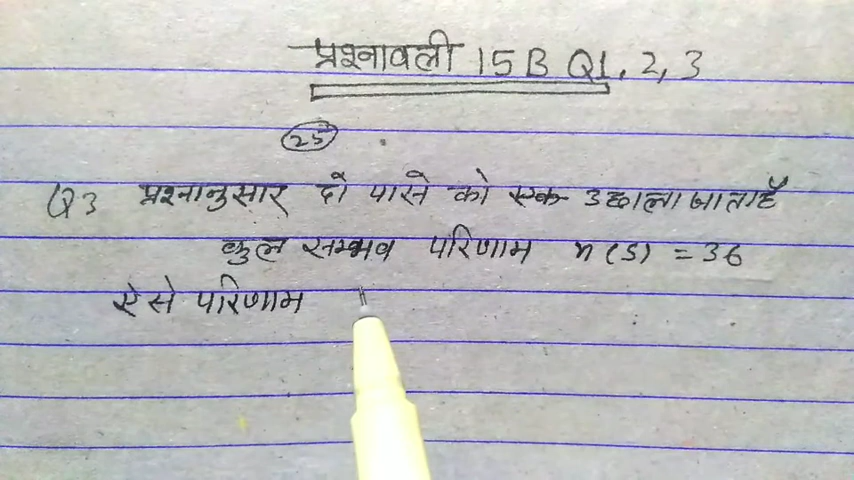 प्रश्नावली 15B Q1, 2, 3
25
Q3 प्रश्नानुसार दो पासे को एक उछाला जाता है
कुल सम्भव परिणाम n(S) = 36
ऐसे परिणाम